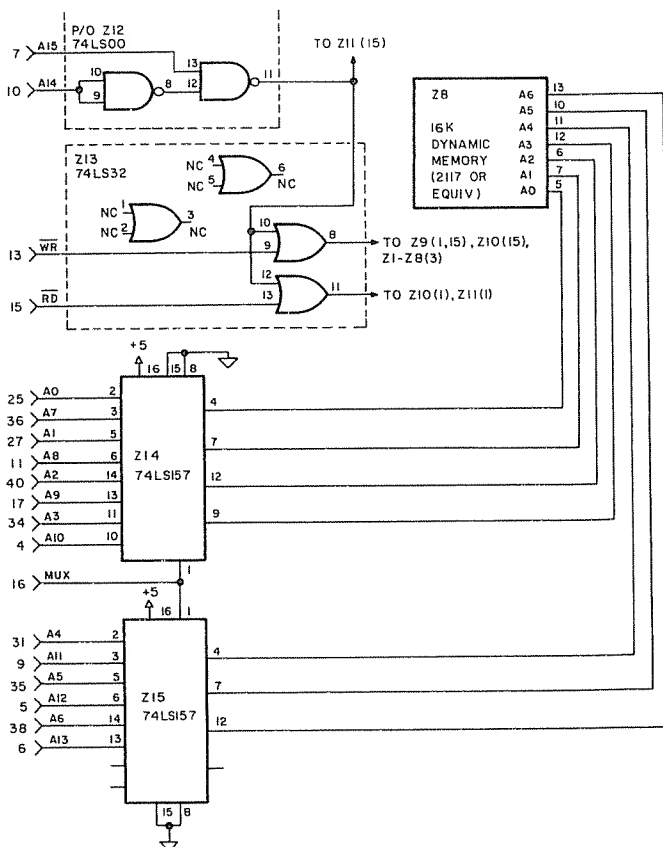 P/O Z12
74LS00
7 A15
10 A14
10
9
8
13
12
11
TO Z11 (15)
Z8
16K
DYNAMIC
MEMORY
(2117 OR
EQUIV)
A6 13
A5 10
A4 11
A3 12
A2 6
A1 7
A0 5
Z13
74LS32
NC 4
NC 5
6
NC
NC 1
NC 2
3
NC
10
9
8
TO Z9 (1,15), Z10 (15),
Z1-Z8 (3)
13 WR
12
13
11
TO Z10 (1), Z11 (1)
15 RD
+5
16 15 8
25 A0 2
36 A7 3
27 A1 5
11 A8 6
40 A2 14
17 A9 13
34 A3 11
4 A10 10
Z14
74LS157
4
7
12
9
1
16 MUX
+5
16 1
31 A4 2
9 A11 3
35 A5 5
5 A12 6
38 A6 14
6 A13 13
Z15
74LS157
4
7
12
15 8